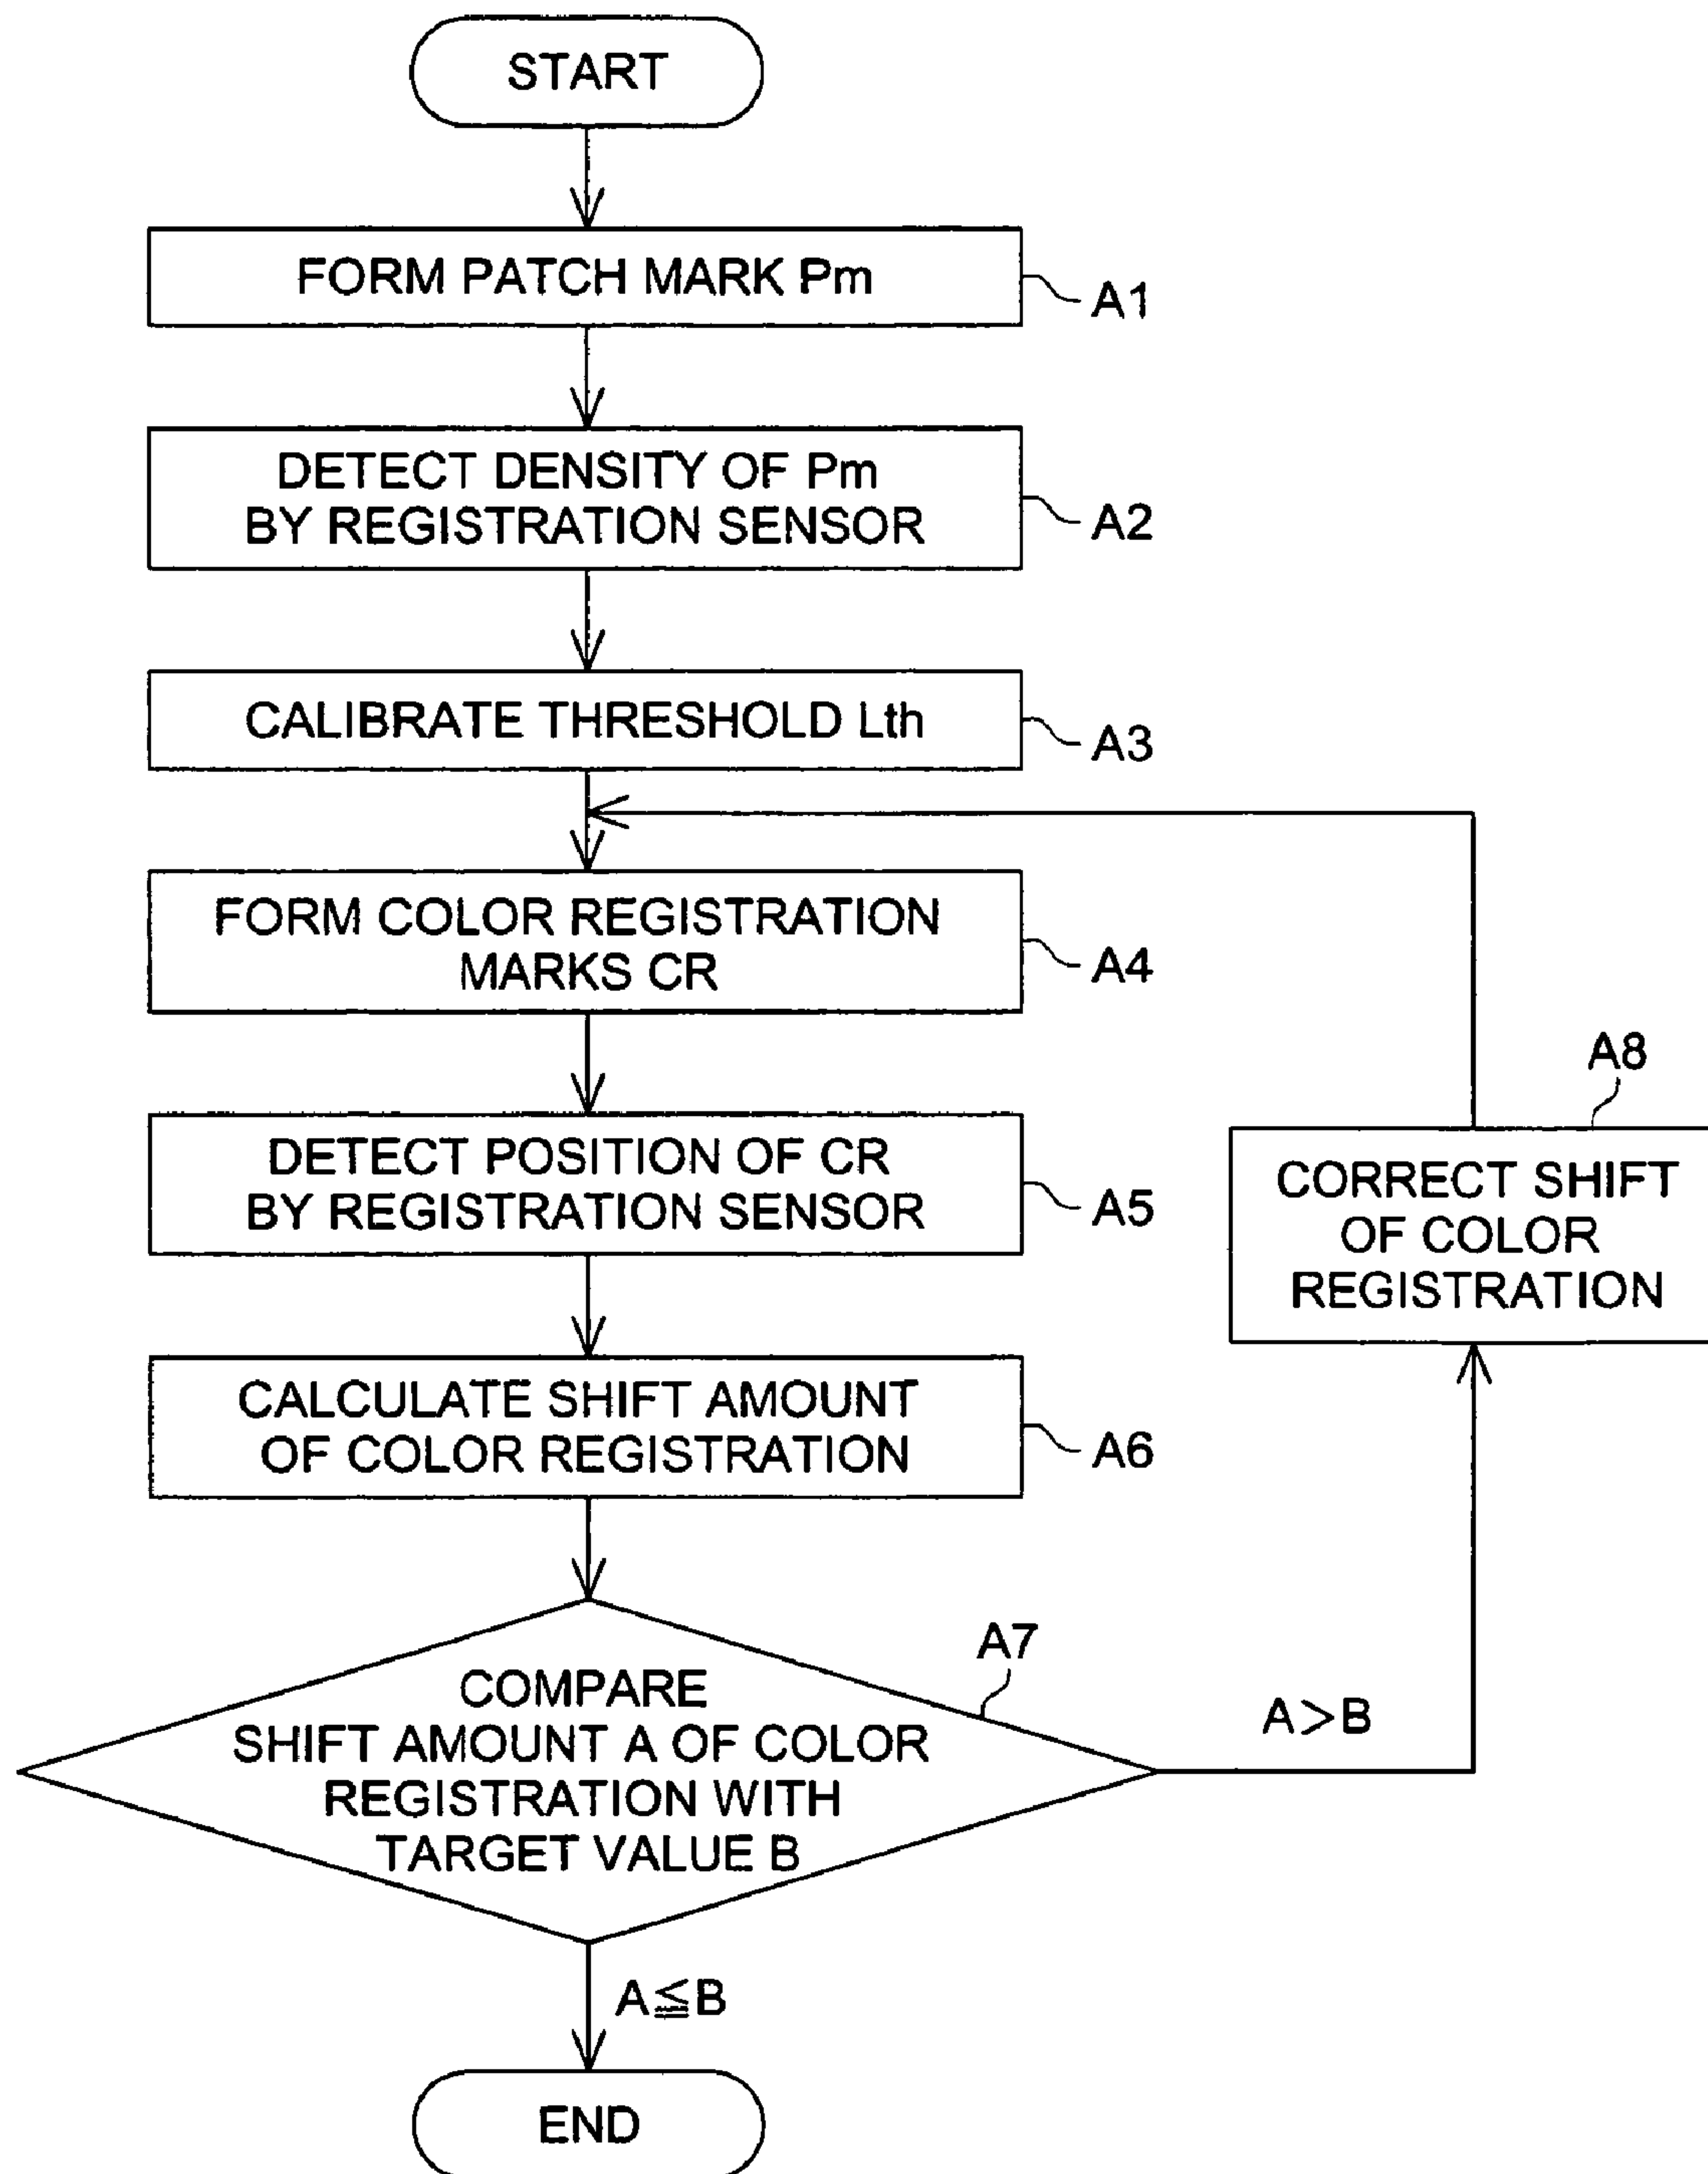 START
FORM PATCH MARK Pm
A1
DETECT DENSITY OF Pm
BY REGISTRATION SENSOR
A2
CALIBRATE THRESHOLD Lth
A3
FORM COLOR REGISTRATION
MARKS CR
A4
DETECT POSITION OF CR
BY REGISTRATION SENSOR
A5
A8
CORRECT SHIFT
OF COLOR
REGISTRATION
CALCULATE SHIFT AMOUNT
OF COLOR REGISTRATION
A6
A7
COMPARE
SHIFT AMOUNT A OF COLOR
REGISTRATION WITH
TARGET VALUE B
A>B
A≦B
END